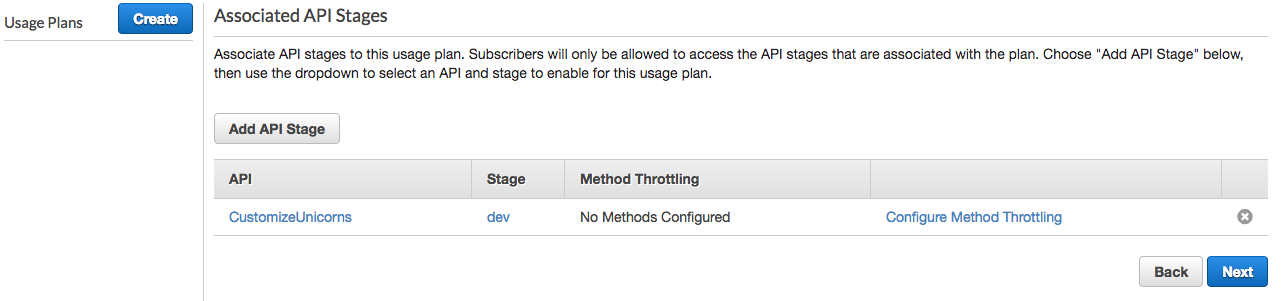 Usage Plans
Create
Associated API Stages
Associate API stages to this usage plan. Subscribers will only be allowed to access the API stages that are associated with the plan. Choose "Add API Stage" below,
then use the dropdown to select an API and stage to enable for this usage plan.
Add API Stage
API Stage Method Throttling
CustomizeUnicorns dev No Methods Configured Configure Method Throttling
Back Next